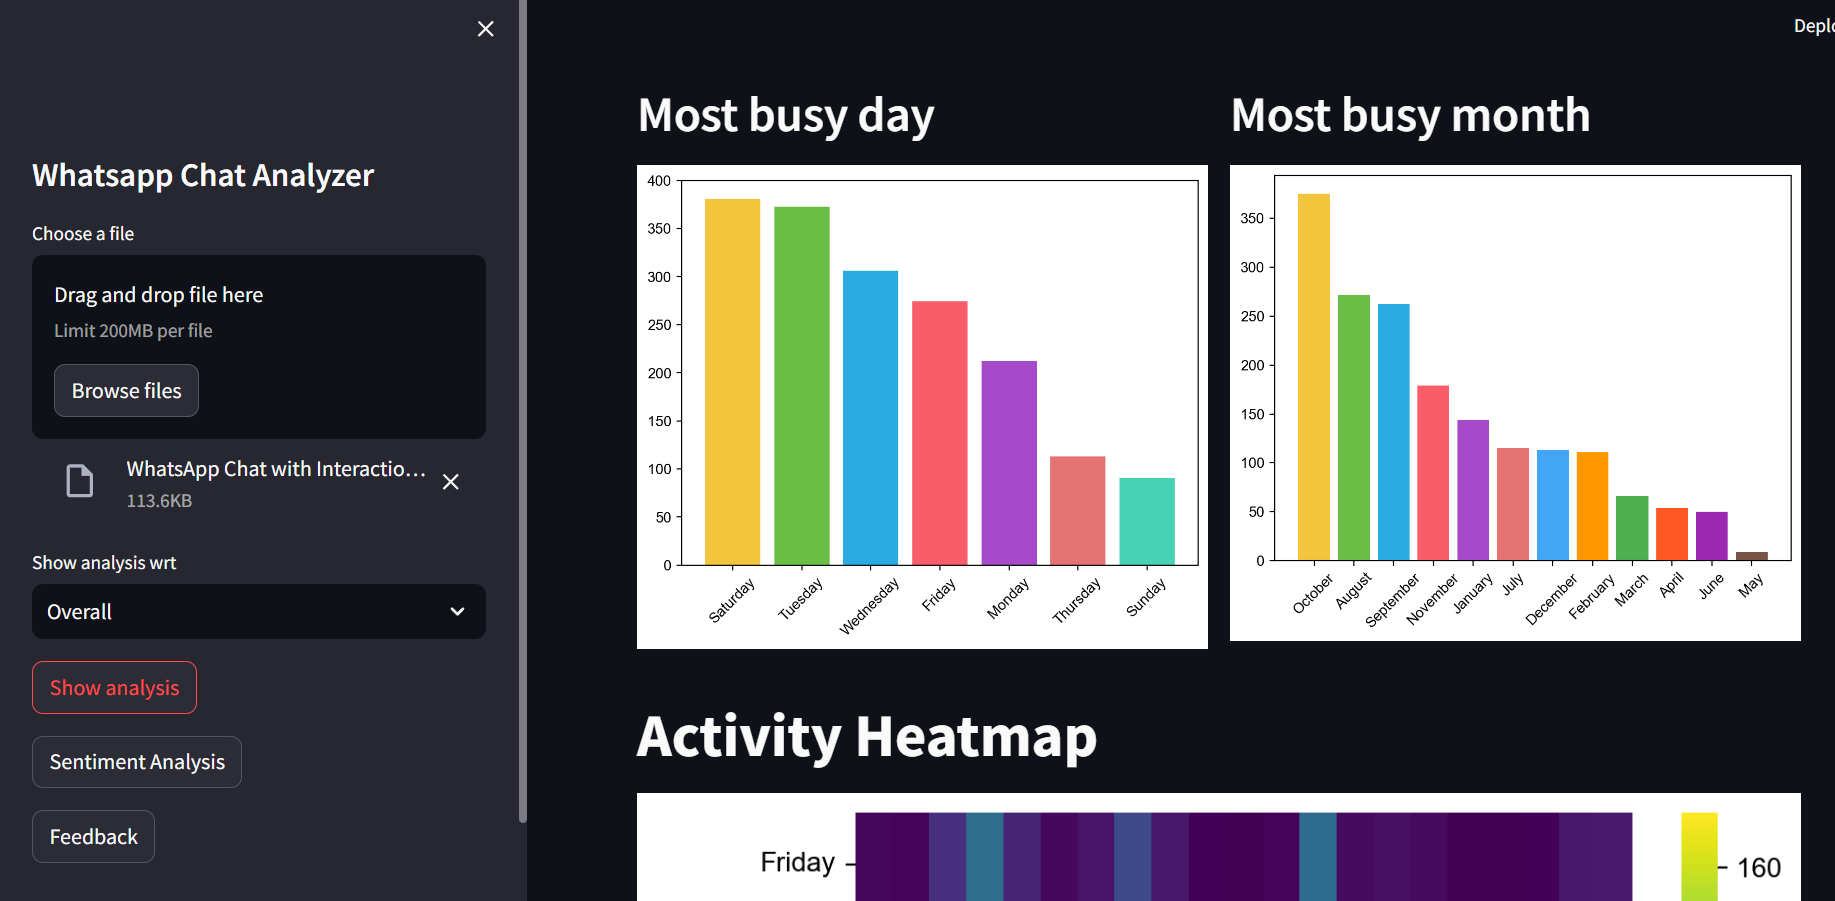 Whatsapp Chat Analyzer
Choose a file
Drag and drop file here
Limit 200MB per file
Browse files
WhatsApp Chat with Interactio...
113.6KB
Show analysis wrt
Overall
Show analysis
Sentiment Analysis
Feedback
Most busy day
400
350
300
250
200
150
100
50
0
Saturday
Tuesday
Wednesday
Friday
Monday
Thursday
Sunday
Most busy month
350
300
250
200
150
100
50
0
October
August
September
November
January
July
December
February
March
April
June
May
Activity Heatmap
Friday
160